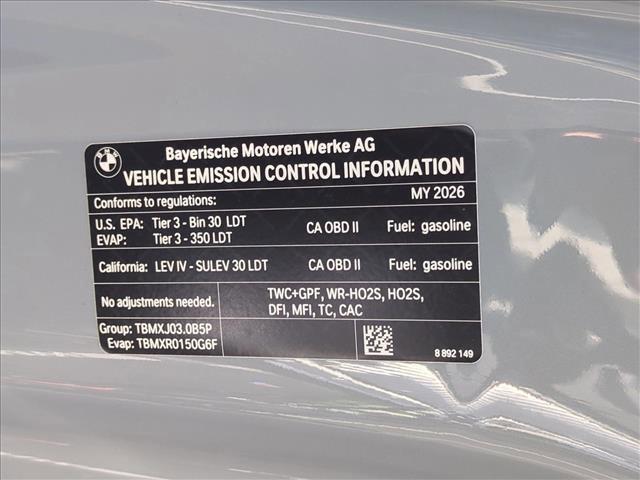 BMW
Bayerische Motoren Werke AG
VEHICLE EMISSION CONTROL INFORMATION
Conforms to regulations: MY 2026
U.S. EPA: Tier 3 - Bin 30 LDT CA OBD II Fuel: gasoline
EVAP: Tier 3 - 350 LDT
California: LEV IV - SULEV 30 LDT CA OBD II Fuel: gasoline
No adjustments needed. TWC+GPF, WR-HO2S, HO2S,
DFI, MFI, TC, CAC
Group: TBMXJ03.0B5P
Evap: TBMXR0150G6F
8 892 149